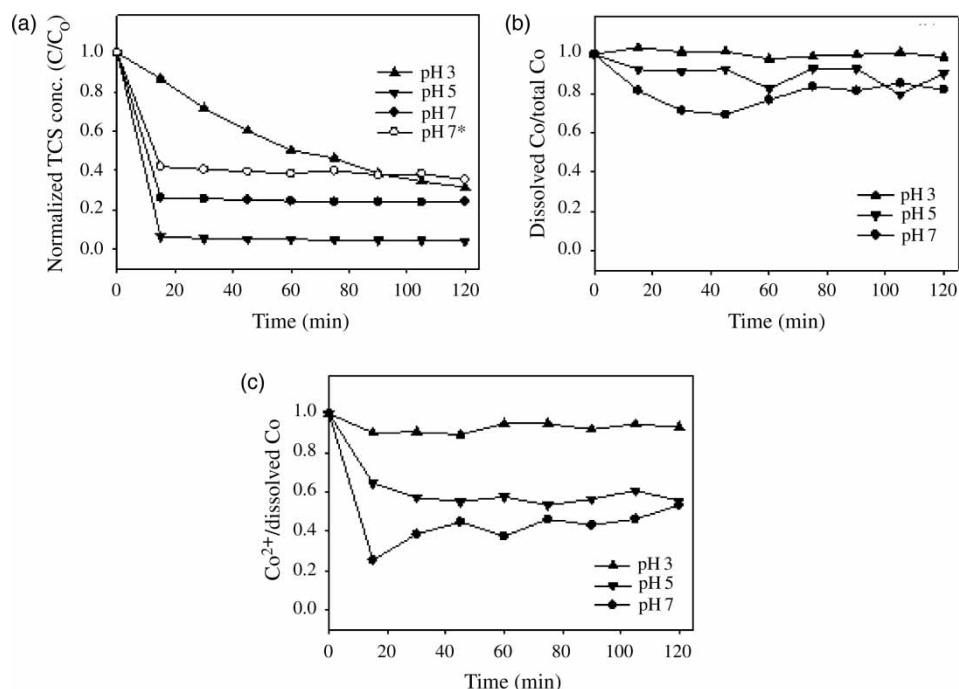 (a)
Normalized TCS conc. (C/C₀)
1.0
0.8
0.6
0.4
0.2
0.0
pH 3
pH 5
pH 7
pH 7*
0 20 40 60 80 100 120
Time (min)
(b)
Dissolved Co/total Co
1.0
0.8
0.6
0.4
0.2
0.0
pH 3
pH 5
pH 7
0 20 40 60 80 100 120
Time (min)
(c)
Co²⁺/dissolved Co
1.0
0.8
0.6
0.4
0.2
0.0
pH 3
pH 5
pH 7
0 20 40 60 80 100 120
Time (min)